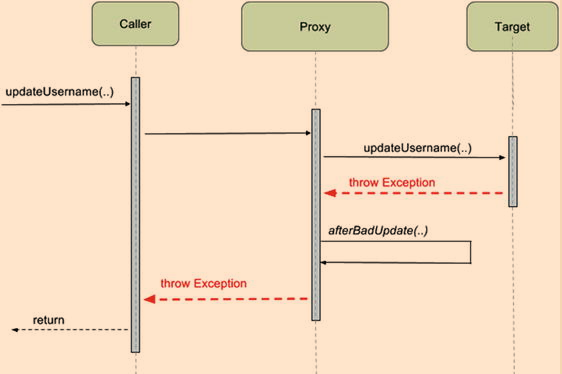 Caller
Proxy
Target
updateUsername(..)
updateUsername(..)
throw Exception
afterBadUpdate(..)
throw Exception
return